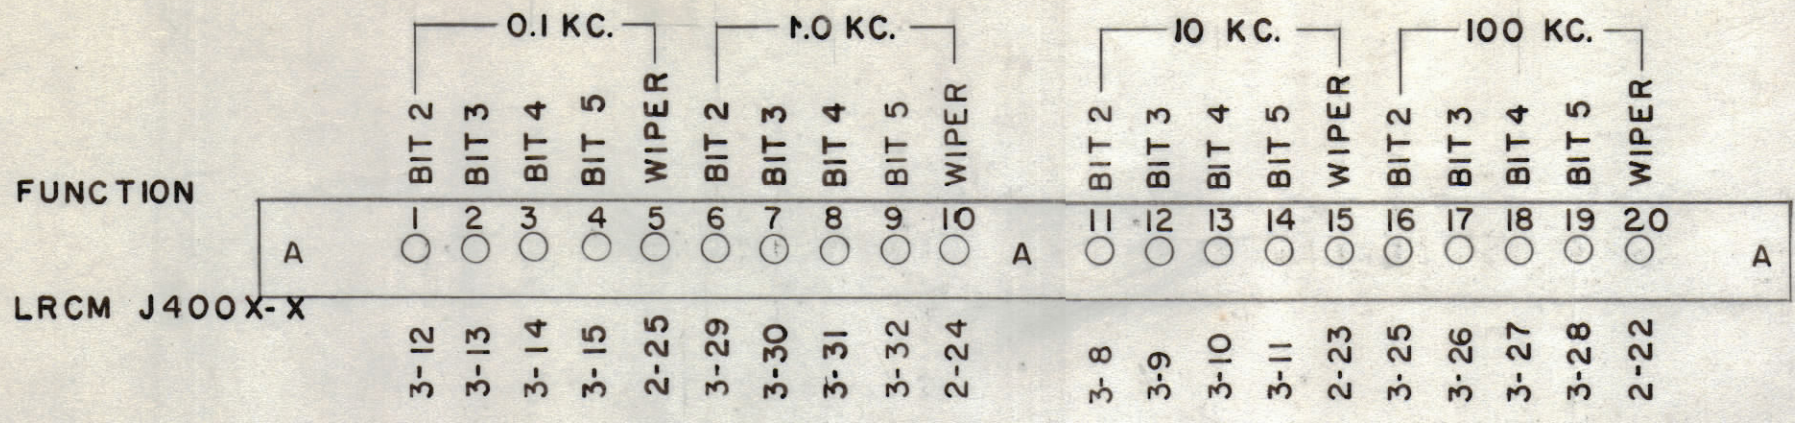 0.1 KC. 1.0 KC. 10 KC. 100 KC.
BIT 2 BIT 3 BIT 4 BIT 5 WIPER BIT 2 BIT 3 BIT 4 BIT 5 WIPER BIT 2 BIT 3 BIT 4 BIT 5 WIPER BIT 2 BIT 3 BIT 4 BIT 5 WIPER
FUNCTION
1 2 3 4 5 6 7 8 9 10 11 12 13 14 15 16 17 18 19 20
A A A
LRCM J400X-X
3-12 3-13 3-14 3-15 2-25 3-29 3-30 3-31 3-32 2-24 3-8 3-9 3-10 3-11 2-23 3-25 3-26 3-27 3-28 2-22